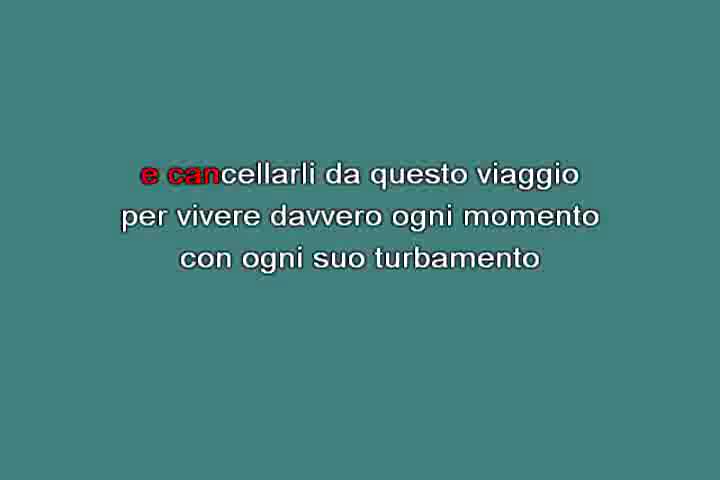 e cancellarli da questo viaggio
per vivere davvero ogni momento
con ogni suo turbamento